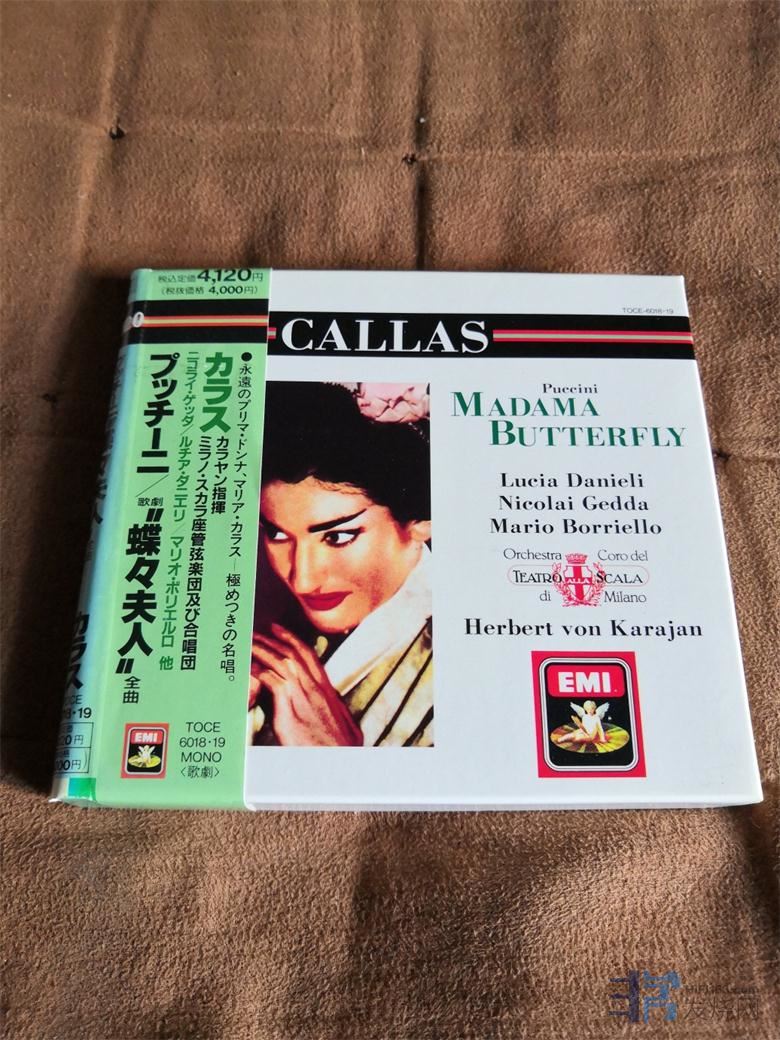 税込定価4,120円
(税抜価格 4,000円)
●永遠のプリマ・ドンナ、マリア・カラス―極めつきの名唱。
カラス
カラヤン指揮
ミラノ・スカラ座管弦楽団及び合唱団
ニコライ・ゲッダ/ルチア・ダニエリ/マリオ・ボリエルロ 他
プッチーニ/歌劇“蝶々夫人”全曲
EMI
TOCE
6018・19
MONO
〈歌劇〉
カラス
TOCE-6018・19
CALLAS
Puccini
MADAMA
BUTTERFLY
Lucia Danieli
Nicolai Gedda
Mario Borriello
Orchestra Coro del
TEATRO ALLA SCALA
di Milano
Herbert von Karajan
EMI